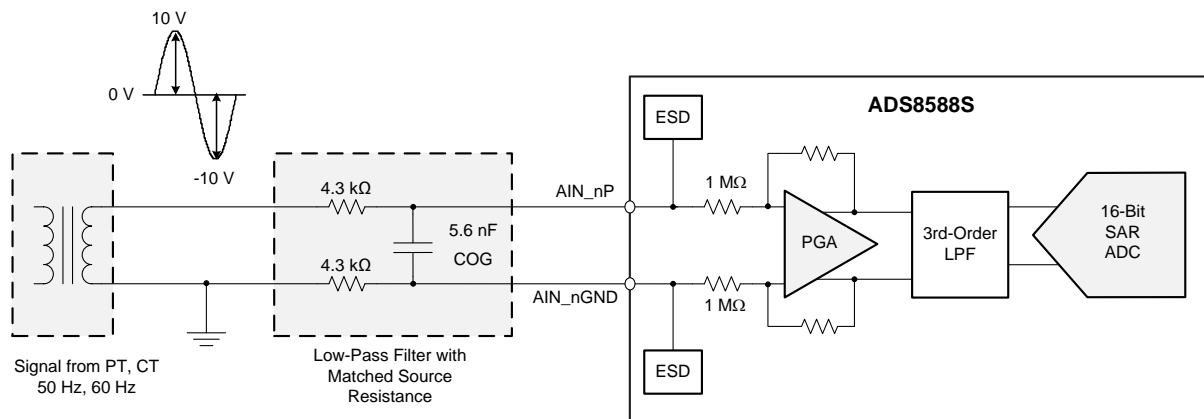 10 V
0 V
-10 V
Signal from PT, CT
50 Hz, 60 Hz
4.3 kΩ
5.6 nF
COG
4.3 kΩ
Low-Pass Filter with
Matched Source
Resistance
AIN_nP
AIN_nGND
ADS8588S
ESD
1 MΩ
PGA
1 MΩ
ESD
3rd-Order
LPF
16-Bit
SAR
ADC